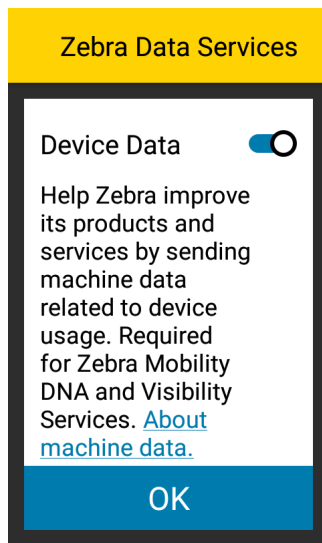 Zebra Data Services
Device Data
Help Zebra improve
its products and
services by sending
machine data
related to device
usage. Required
for Zebra Mobility
DNA and Visibility
Services. About
machine data.
OK